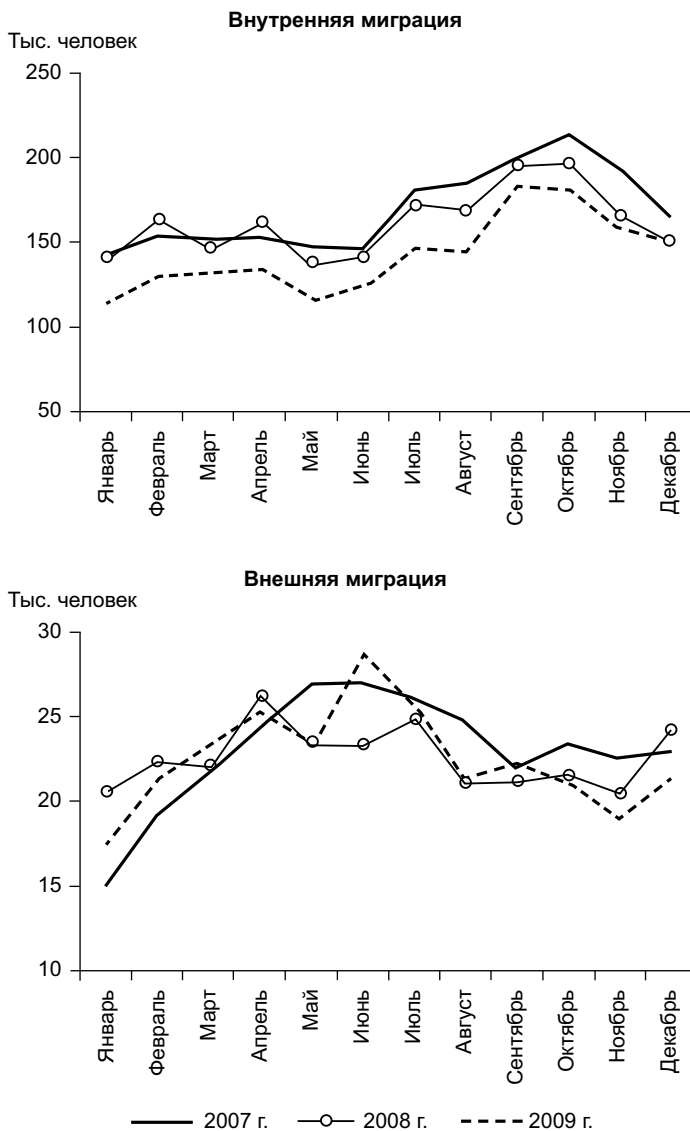 Внутренняя миграция
Тыс. человек
250
200
150
100
50
Январь
Февраль
Март
Апрель
Май
Июнь
Июль
Август
Сентябрь
Октябрь
Ноябрь
Декабрь
Внешняя миграция
Тыс. человек
30
25
20
15
10
Январь
Февраль
Март
Апрель
Май
Июнь
Июль
Август
Сентябрь
Октябрь
Ноябрь
Декабрь
2007 г. 2008 г. 2009 г.